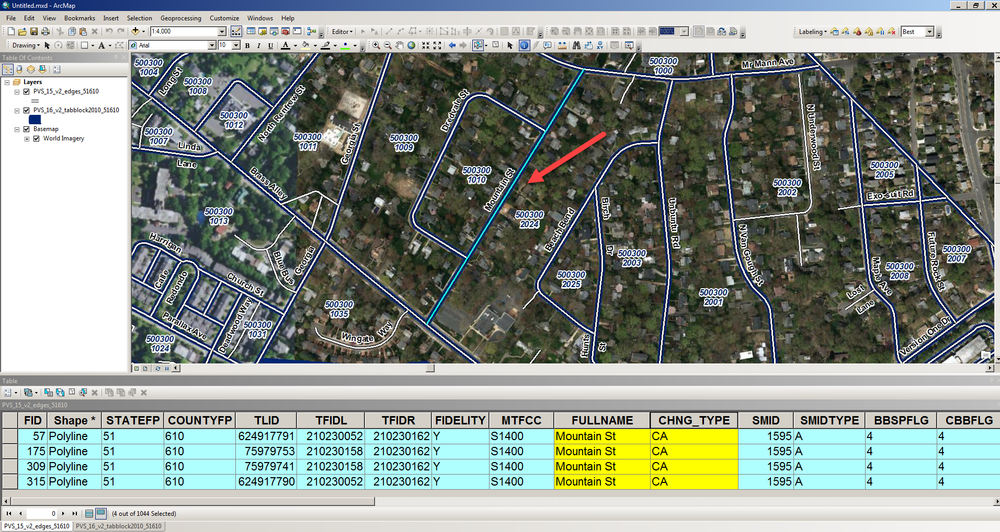 Untitled.mxd - ArcMap
File Edit View Bookmarks Insert Selection Geoprocessing Customize Windows Help
1:4,000 Editor 100% Labeling Best
Drawing A Arial 10 B I U A
Table Of Contents
Layers
PVS_15_v2_edges_51610
PVS_16_v2_tabblock2010_51610
Basemap
World Imagery
500300
1004
Long St
500300
1008
500300
1012
North Renfrew St
500300
1007
Linda
Lane
500300
1011
Georgia St
500300
1009
Dredvale St
500300
1010
Mountain St
500300
1000
Mr Mann Ave
N Underwood St
500300
2005
Exo-suit Rd
500300
2002
Brass Alley
500300
1013
500300
2024
Beach Bend
Birch
Dr
Unbuntu Rd
N Van Gough St
500300
2003
500300
2025
500300
2001
Maple Ave
Future Rock St
500300
2007
500300
2008
Lost
Lane
Version One Dr
Harrigan
Calle
Redondo
Church St
Blue Bus
Georgia
Parallax Ave
Deadwood Way
500300
1031
500300
1024
500300
1035
Wingate Way
Hunts
St
Table
PVS_15_v2_edges_51610
FID Shape * STATEFP COUNTYFP TLID TFIDL TFIDR FIDELITY MTFCC FULLNAME CHNG_TYPE SMID SMIDTYPE BBSPFLG CBBFLG
57 Polyline 51 610 624917791 210230052 210230162 Y S1400 Mountain St CA 1595 A 4 4
175 Polyline 51 610 75979753 210230158 210230162 Y S1400 Mountain St CA 1595 A 4 4
309 Polyline 51 610 75979741 210230158 210230162 Y S1400 Mountain St CA 1595 A 4 4
315 Polyline 51 610 624917790 210230052 210230162 Y S1400 Mountain St CA 1595 A 4 4
0 (4 out of 1044 Selected)
PVS_15_v2_edges_51610 PVS_16_v2_tabblock2010_51610